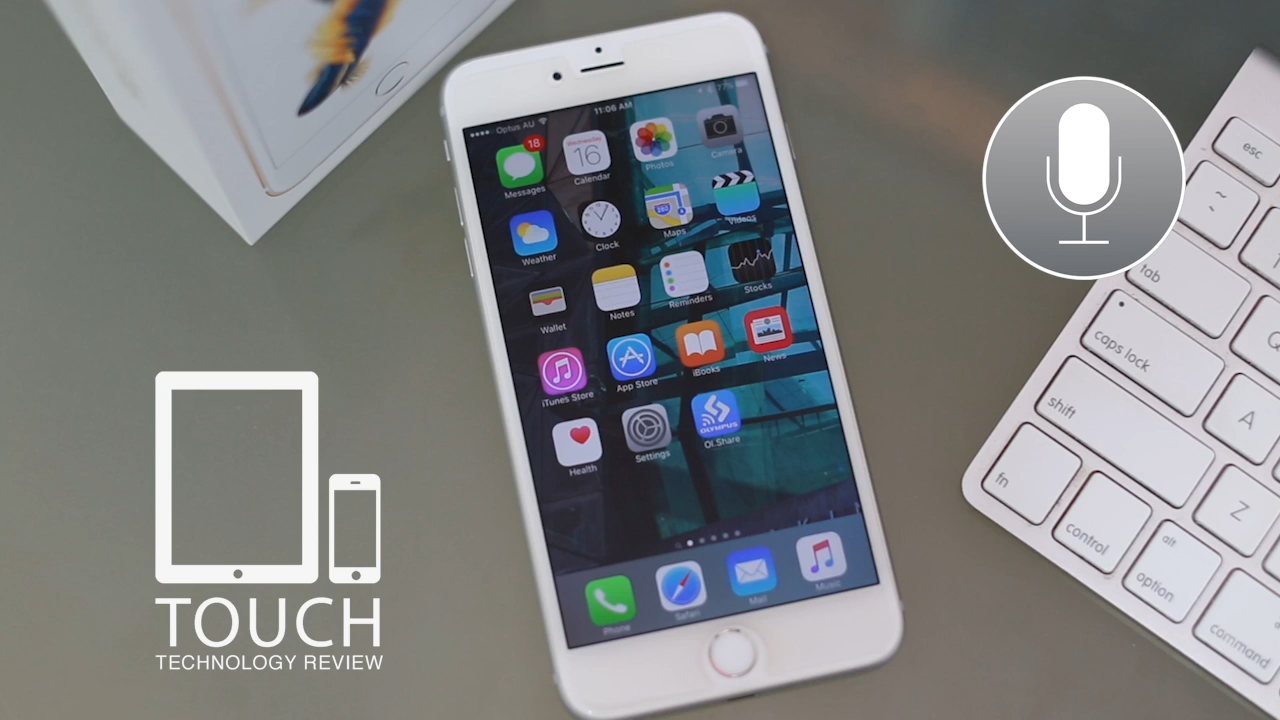 Optus AU
11:06 AM
18
Messages
Wednesday
16
Calendar
Photos
Camera
Weather
Clock
Maps
280
Videos
Wallet
Notes
Reminders
Stocks
iTunes Store
App Store
iBooks
News
Health
Settings
OLYMPUS
OI.Share
Phone
Safari
Mail
Music
esc
~
tab
Q
caps lock
A
shift
Z
fn
control
alt
option
command
TOUCH
TECHNOLOGY REVIEW